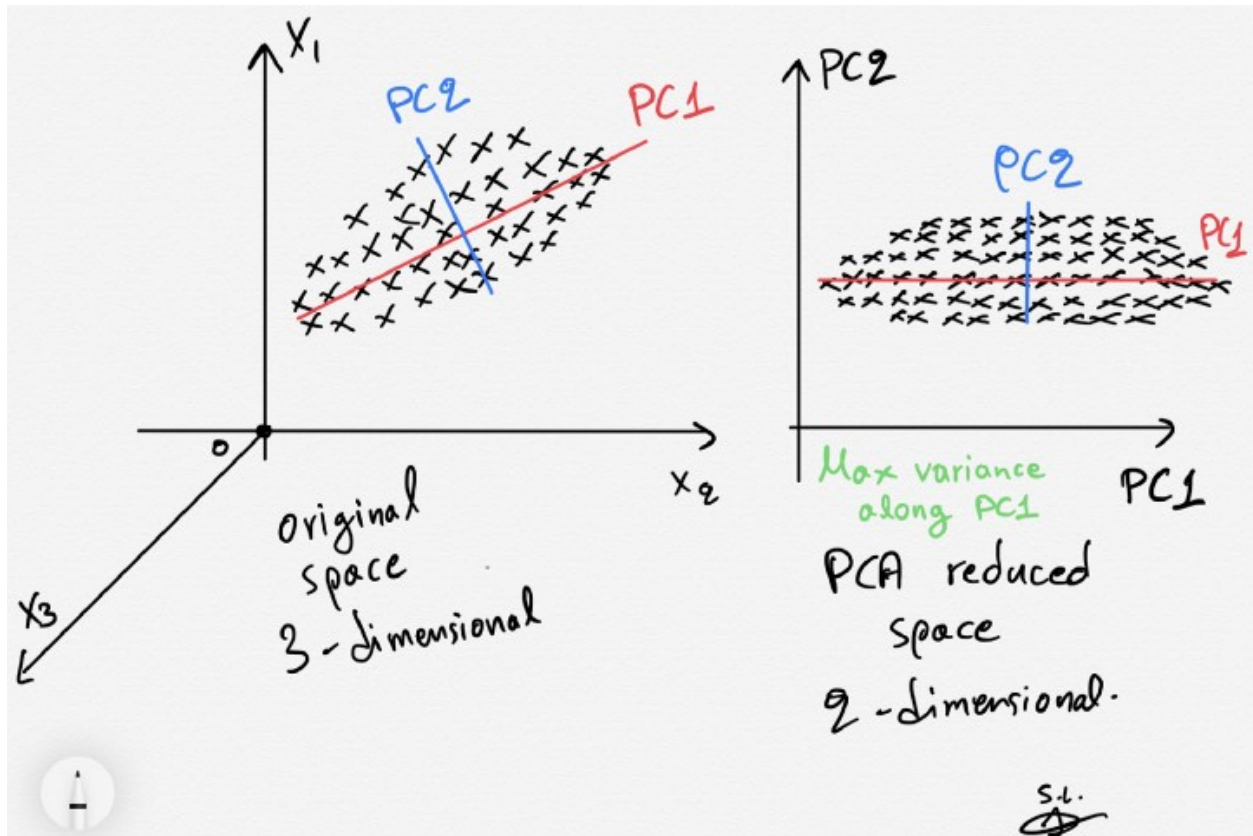 X₁
PC2
PC1
0
X₂
X₃
original
space
3-dimensional
PC2
PC2
PC1
PC1
Max variance
along PC1
PCA reduced
space
2-dimensional.
S.L.